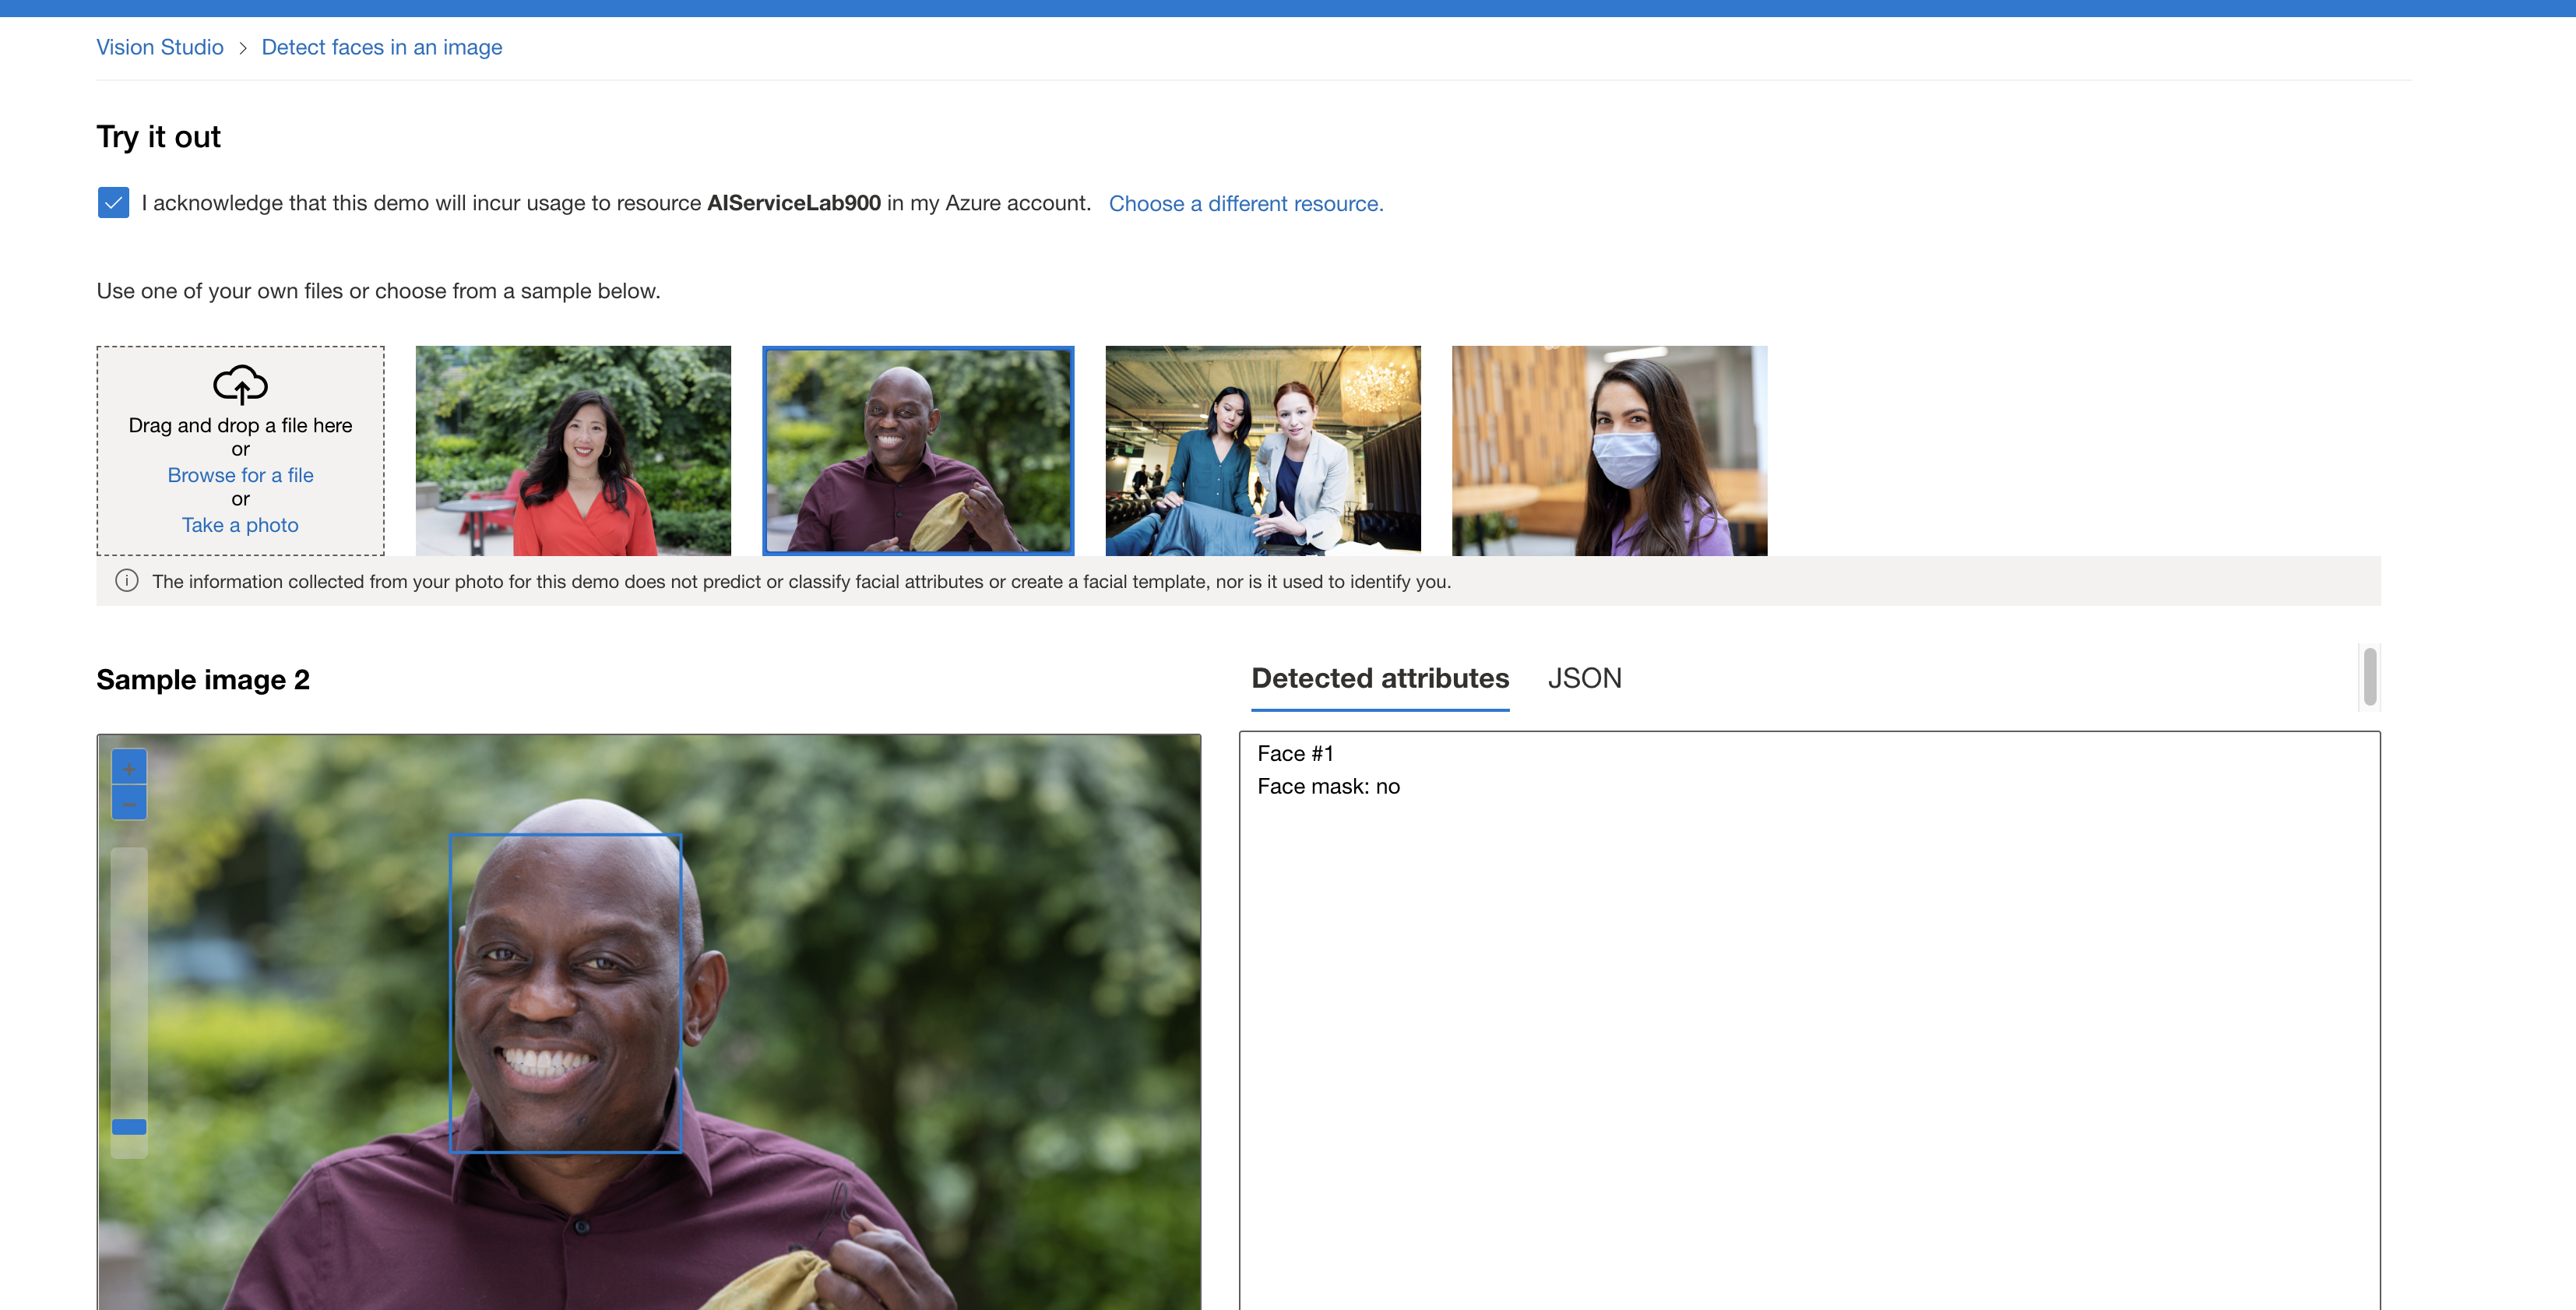 Vision Studio > Detect faces in an image
Try it out
I acknowledge that this demo will incur usage to resource AIServiceLab900 in my Azure account. Choose a different resource.
Use one of your own files or choose from a sample below.
Drag and drop a file here
or
Browse for a file
or
Take a photo
The information collected from your photo for this demo does not predict or classify facial attributes or create a facial template, nor is it used to identify you.
Sample image 2
Detected attributes JSON
Face #1
Face mask: no